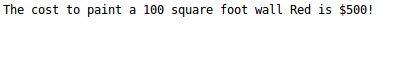 The cost to paint a 100 square foot wall Red is $500!